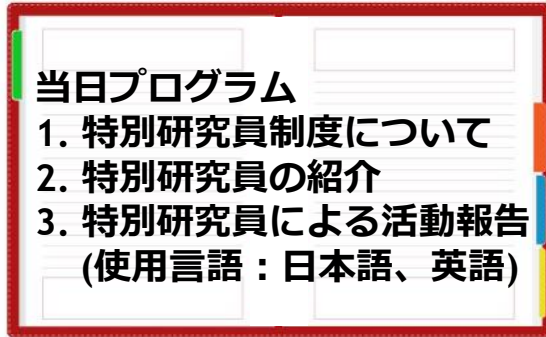 当日プログラム
1. 特別研究員制度について
2. 特別研究員の紹介
3. 特別研究員による活動報告
(使用言語：日本語、英語)